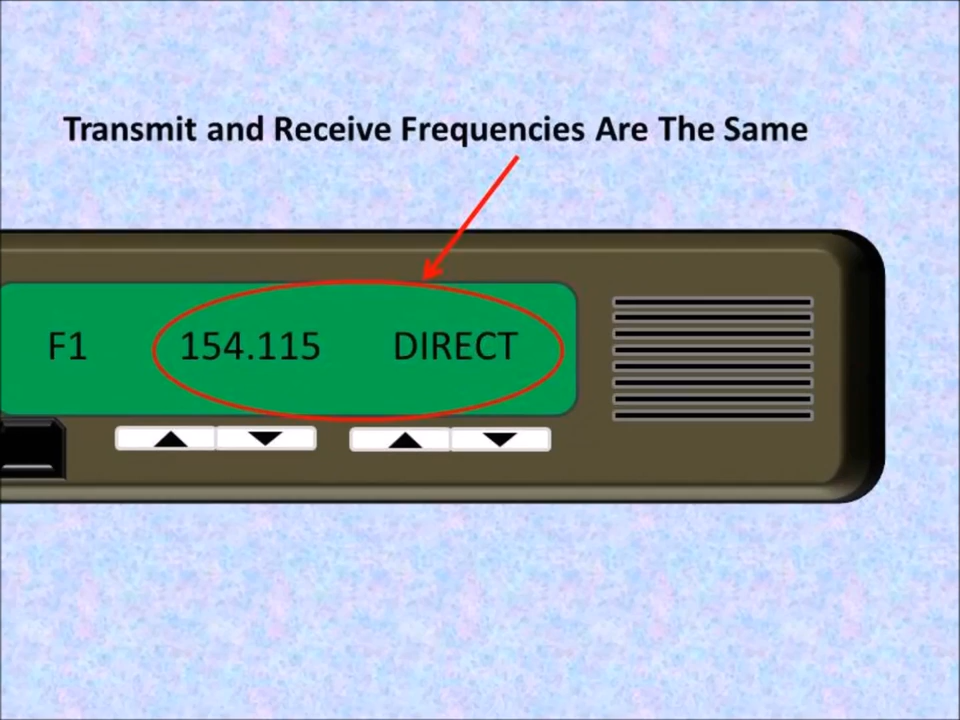 Transmit and Receive Frequencies Are The Same
F1 154.115 DIRECT